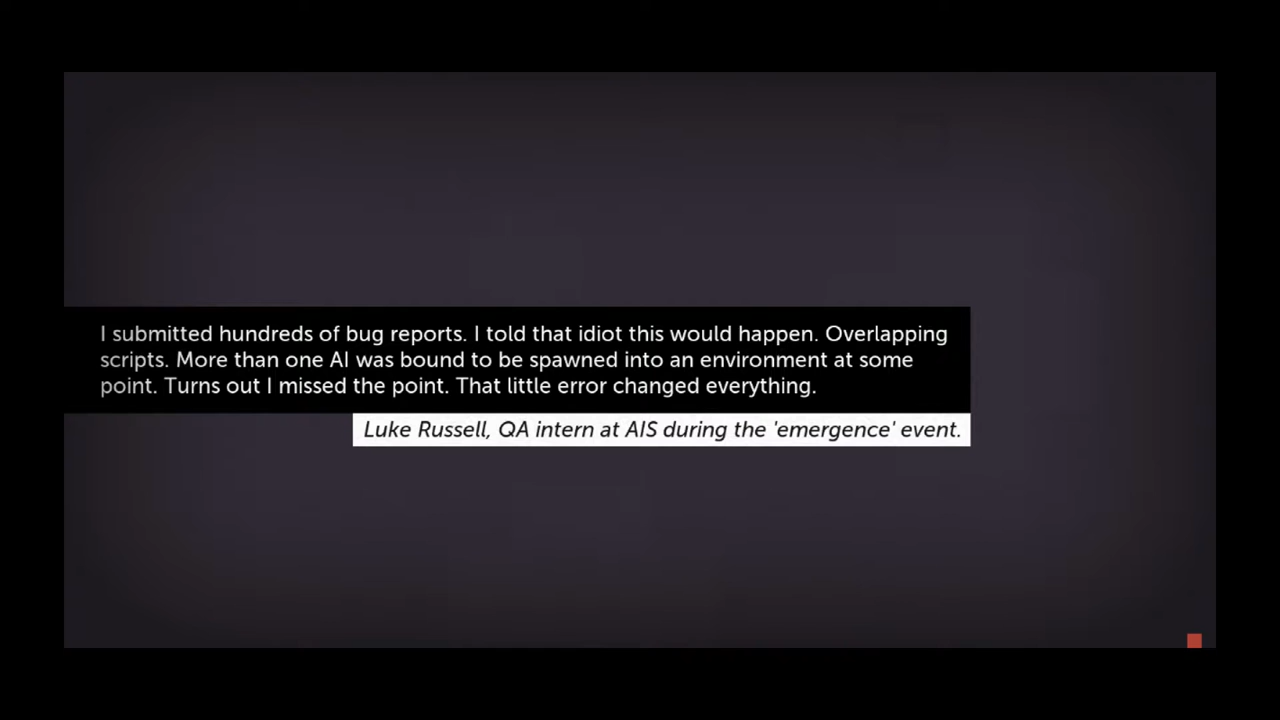 I submitted hundreds of bug reports. I told that idiot this would happen. Overlapping
scripts. More than one AI was bound to be spawned into an environment at some
point. Turns out I missed the point. That little error changed everything.
Luke Russell, QA intern at AIS during the 'emergence' event.